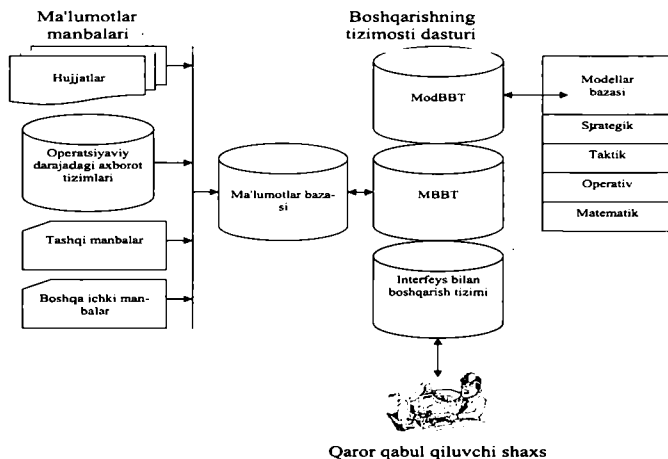 Ma'lumotlar
manbalari
Hujjatlar
Operatsiyaviy
darajadagi axborot
tizimlari
Tashqi manbalar
Boshqa ichki man-
balar
Ma'lumotlar baza-
si
Boshqarishning
tizimosti dasturi
ModBBT
MBBT
Interfeys bilan
boshqarish tizimi
Modellar
bazasi
Strategik
Taktik
Operativ
Matematik
Qaror qabul qiluvchi shaxs